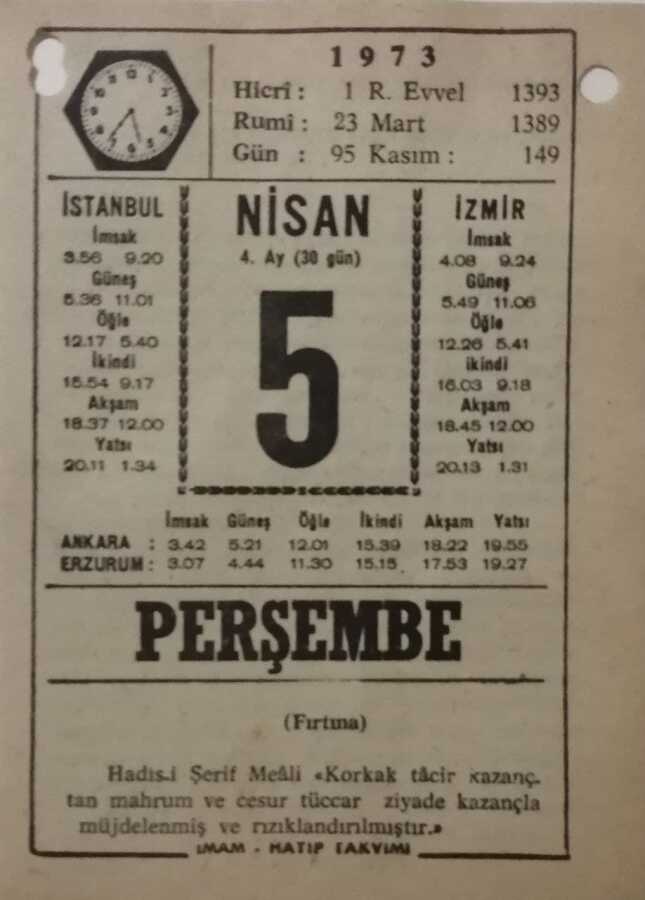 1973
Hicrî : 1 R. Evvel 1393
Rumî : 23 Mart 1389
Gün : 95 Kasım : 149
İSTANBUL
İmsak
3.56 9.20
Güneş
5.36 11.01
Öğle
12.17 5.40
İkindi
15.54 9.17
Akşam
18.37 12.00
Yatsı
20.11 1.34
NİSAN
4. Ay (30 gün)
5
İZMİR
İmsak
4.08 9.24
Güneş
5.49 11.06
Öğle
12.26 5.41
ikindi
16.03 9.18
Akşam
18.45 12.00
Yatsı
20.13 1.31
İmsak Güneş Öğle İkindi Akşam Yatsı
ANKARA : 3.42 5.21 12.01 15.39 18.22 19.55
ERZURUM : 3.07 4.44 11.30 15.15 17.53 19.27
PERŞEMBE
(Fırtına)
Hadis-i Şerif Meâli «Korkak tâcir kazanç-
tan mahrum ve cesur tüccar ziyade kazançla
müjdelenmiş ve rızıklandırılmıştır.»
İMAM - HATİP TAKVİMİ